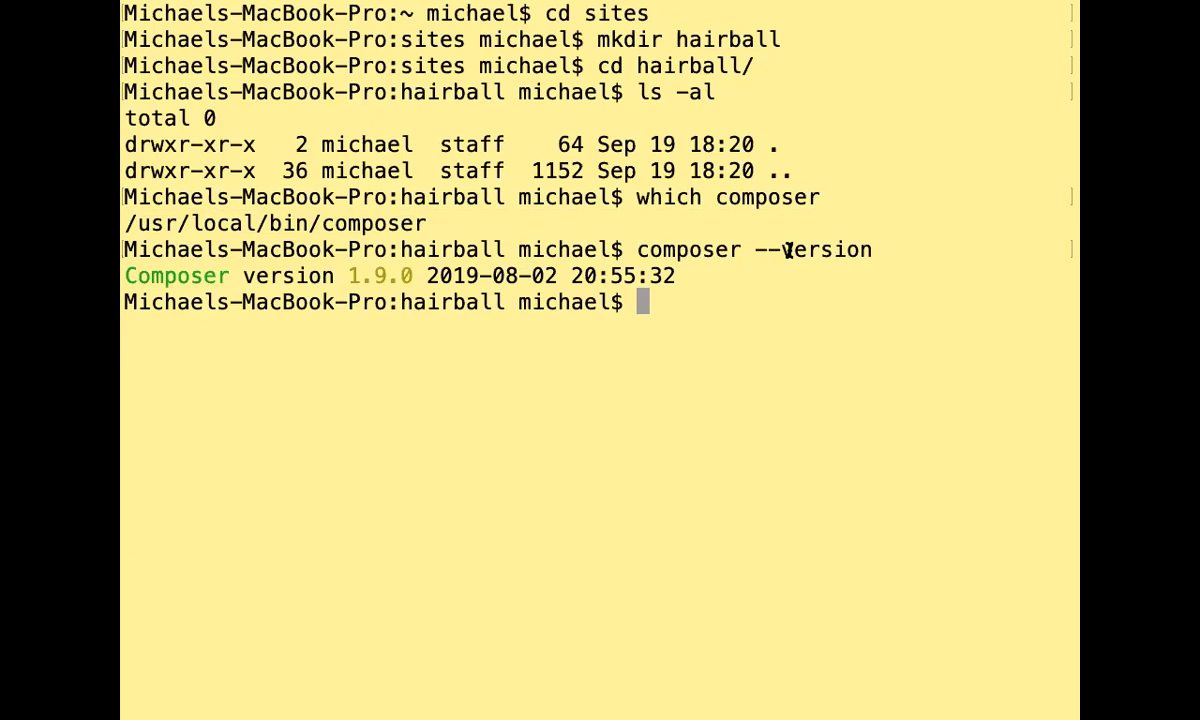 Michaels-MacBook-Pro:~ michael$ cd sites
Michaels-MacBook-Pro:sites michael$ mkdir hairball
Michaels-MacBook-Pro:sites michael$ cd hairball/
Michaels-MacBook-Pro:hairball michael$ ls -al
total 0
drwxr-xr-x   2 michael  staff    64 Sep 19 18:20 .
drwxr-xr-x  36 michael  staff  1152 Sep 19 18:20 ..
Michaels-MacBook-Pro:hairball michael$ which composer
/usr/local/bin/composer
Michaels-MacBook-Pro:hairball michael$ composer --version
Composer version 1.9.0 2019-08-02 20:55:32
Michaels-MacBook-Pro:hairball michael$